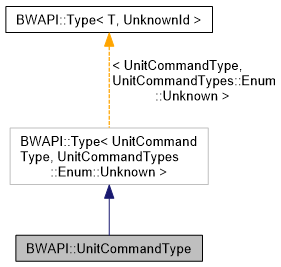 BWAPI::Type< T, UnknownId >
< UnitCommandType,
UnitCommandTypes::Enum
::Unknown >
BWAPI::Type< UnitCommand
Type, UnitCommandTypes
::Enum::Unknown >
BWAPI::UnitCommandType